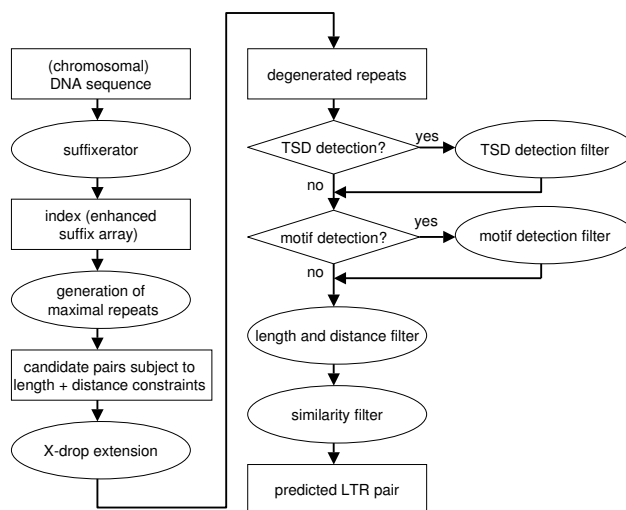 (chromosomal)
DNA sequence
suffixerator
index (enhanced
suffix array)
generation of
maximal repeats
candidate pairs subject to
length + distance constraints
X-drop extension
degenerated repeats
TSD detection?
yes
TSD detection filter
no
motif detection?
yes
motif detection filter
no
length and distance filter
similarity filter
predicted LTR pair